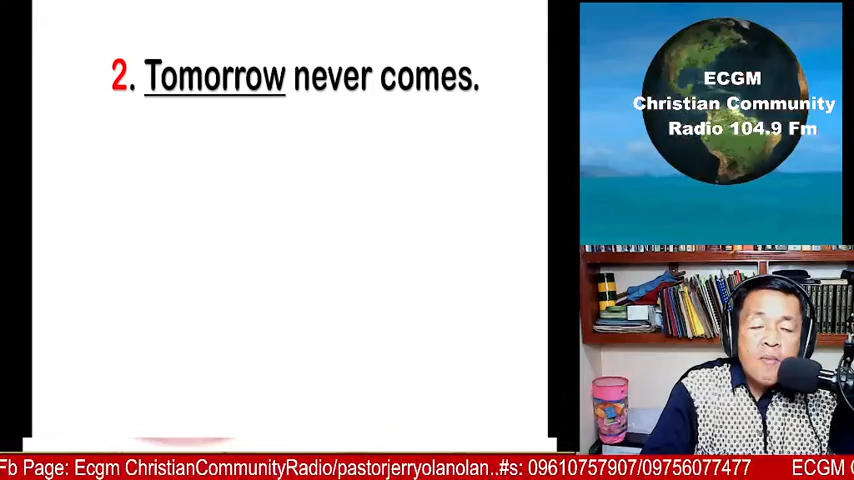 2. Tomorrow never comes.
ECGM
Christian Community
Radio 104.9 Fm
Fb Page: Ecgm ChristianCommunityRadio/pastorjerryolanolan..#s: 09610757907/09756077477 ECGM